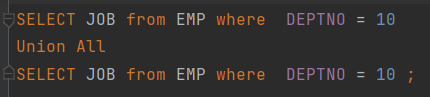 SELECT JOB from EMP where  DEPTNO = 10
Union All
SELECT JOB from EMP where  DEPTNO = 10 ;